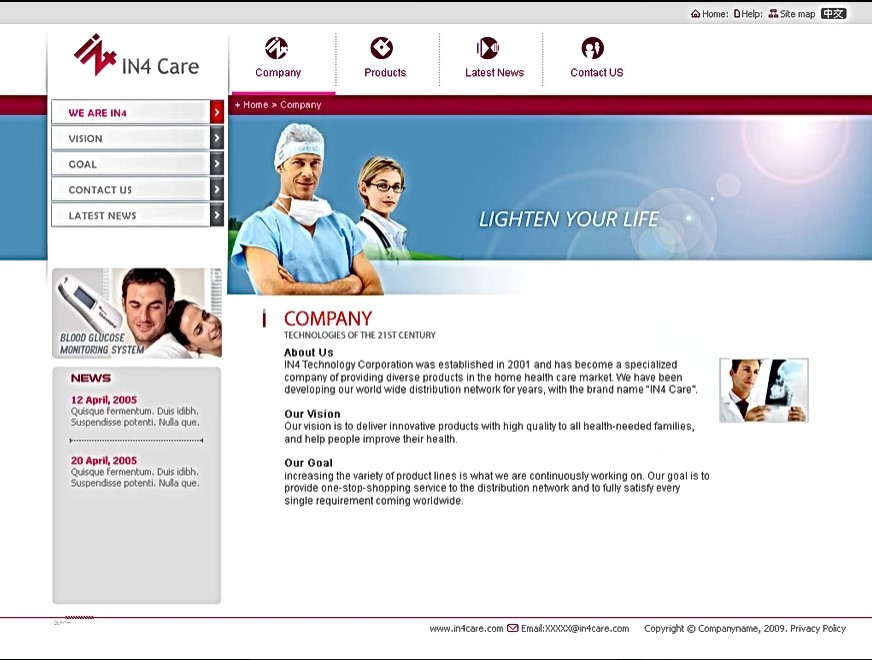 Home: Help: Site map 中文
IN4 Care
Company Products Latest News Contact US
+ Home » Company
WE ARE IN4
VISION
GOAL
CONTACT US
LATEST NEWS
LIGHTEN YOUR LIFE
BLOOD GLUCOSE
MONITORING SYSTEM
COMPANY
TECHNOLOGIES OF THE 21ST CENTURY
About Us
IN4 Technology Corporation was established in 2001 and has become a specialized
company of providing diverse products in the home health care market. We have been
developing our world wide distribution network for years, with the brand name "IN4 Care".
Our Vision
Our vision is to deliver innovative products with high quality to all health-needed families,
and help people improve their health.
Our Goal
increasing the variety of product lines is what we are continuously working on. Our goal is to
provide one-stop-shopping service to the distribution network and to fully satisfy every
single requirement coming worldwide.
NEWS
12 April, 2005
Quisque fermentum. Duis idibh.
Suspendisse potenti. Nulla que.
20 April, 2005
Quisque fermentum. Duis idibh.
Suspendisse potenti. Nulla que.
www.in4care.com Email:XXXXX@in4care.com Copyright © Companyname, 2009. Privacy Policy